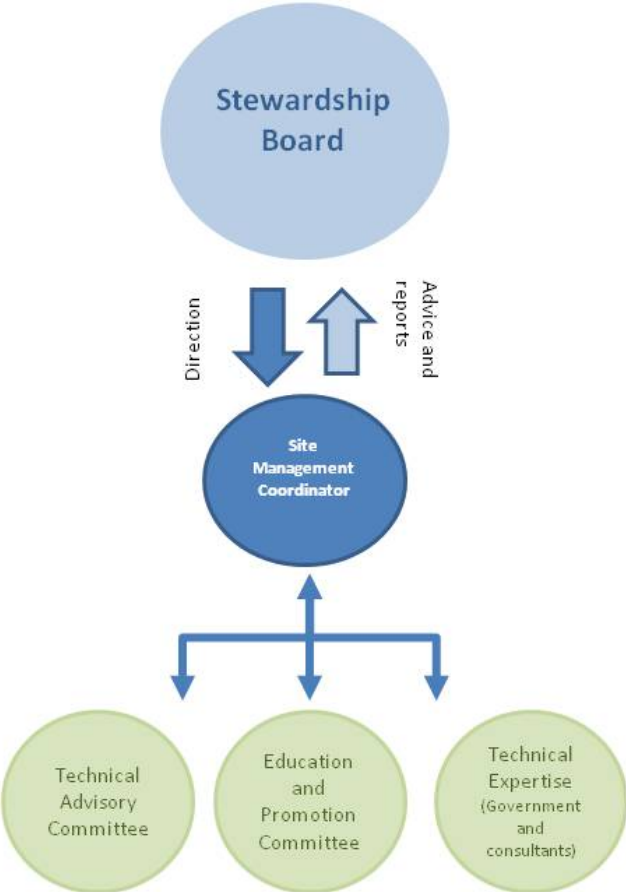 Stewardship
Board
Direction
Advice and
reports
Site
Management
Coordinator
Technical
Advisory
Committee
Education
and
Promotion
Committee
Technical
Expertise
(Government
and
consultants)